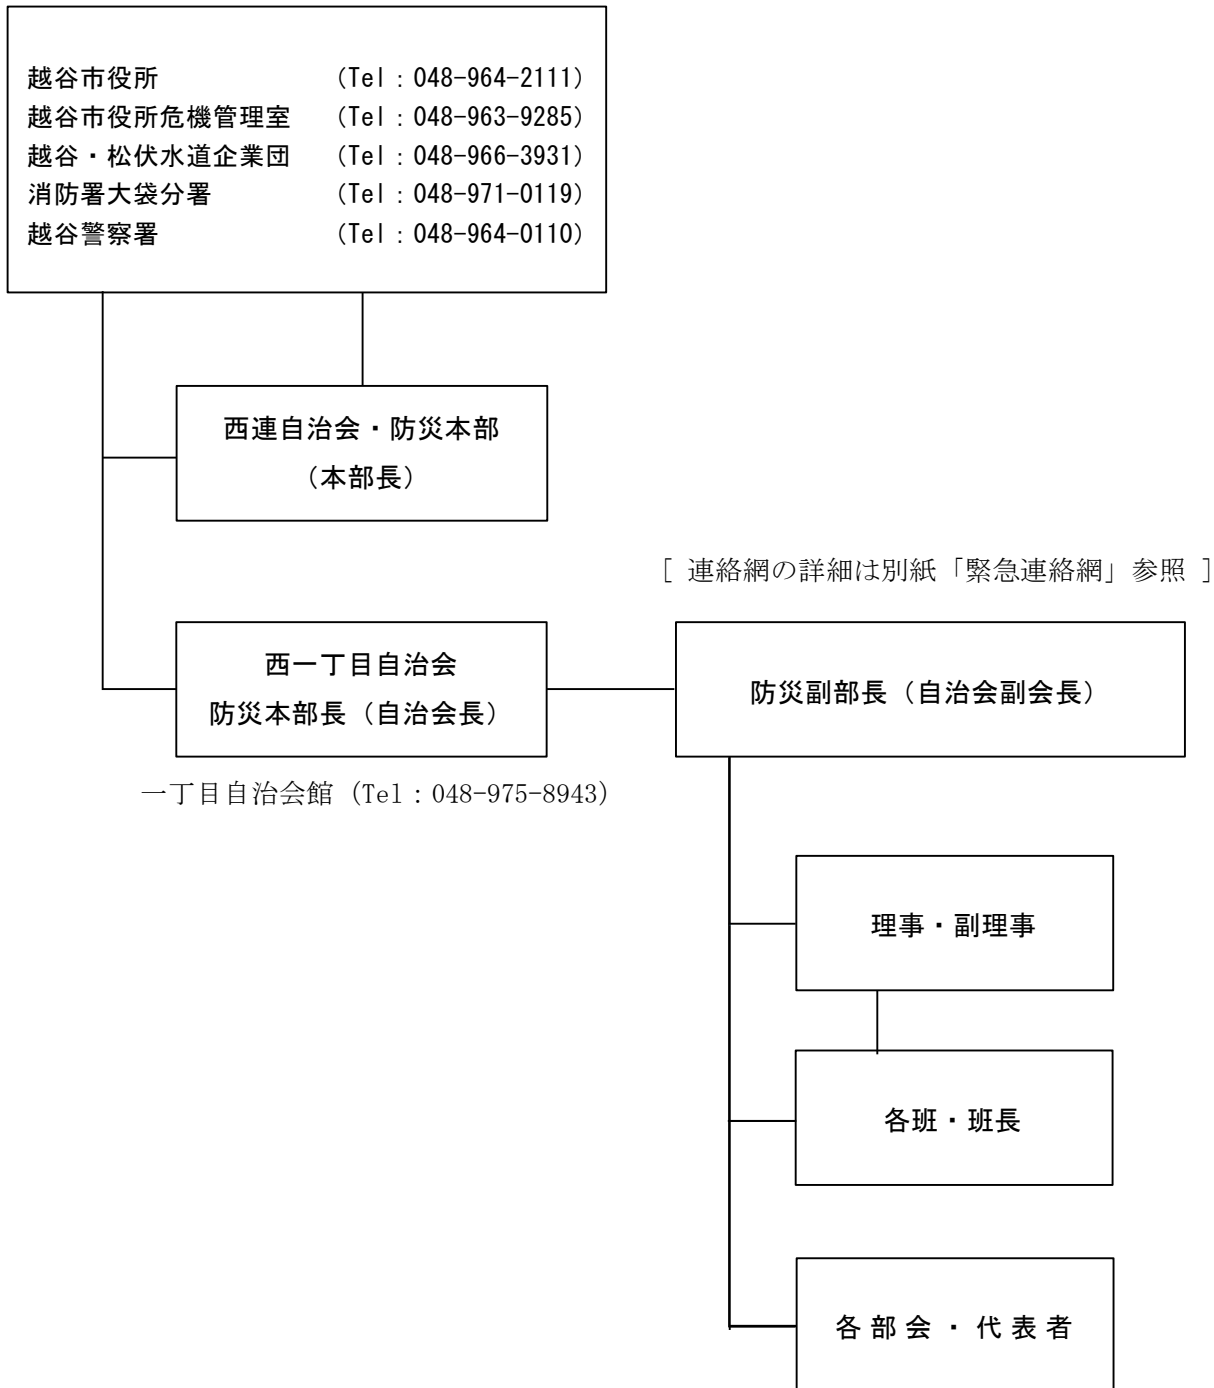 越谷市役所 (Tel：048-964-2111)
越谷市役所危機管理室 (Tel：048-963-9285)
越谷・松伏水道企業団 (Tel：048-966-3931)
消防署大袋分署 (Tel：048-971-0119)
越谷警察署 (Tel：048-964-0110)
西連自治会・防災本部
（本部長）
[ 連絡網の詳細は別紙「緊急連絡網」参照 ]
西一丁目自治会
防災本部長（自治会長）
防災副部長（自治会副会長）
一丁目自治会館 (Tel：048-975-8943)
理事・副理事
各班・班長
各部会・代表者